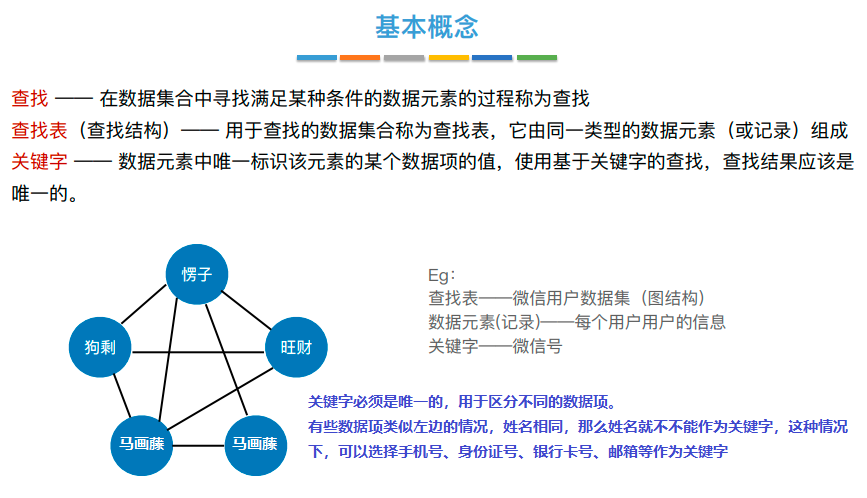 基本概念
查找 —— 在数据集合中寻找满足某种条件的数据元素的过程称为查找
查找表（查找结构）—— 用于查找的数据集合称为查找表，它由同一类型的数据元素（或记录）组成
关键字 —— 数据元素中唯一标识该元素的某个数据项的值，使用基于关键字的查找，查找结果应该是
唯一的。
愣子
狗剩
旺财
马画藤
马画藤
Eg：
查找表——微信用户数据集（图结构）
数据元素(记录)——每个用户用户的信息
关键字——微信号
关键字必须是唯一的，用于区分不同的数据项。
有些数据项类似左边的情况，姓名相同，那么姓名就不不能作为关键字，这种情况
下，可以选择手机号、身份证号、银行卡号、邮箱等作为关键字